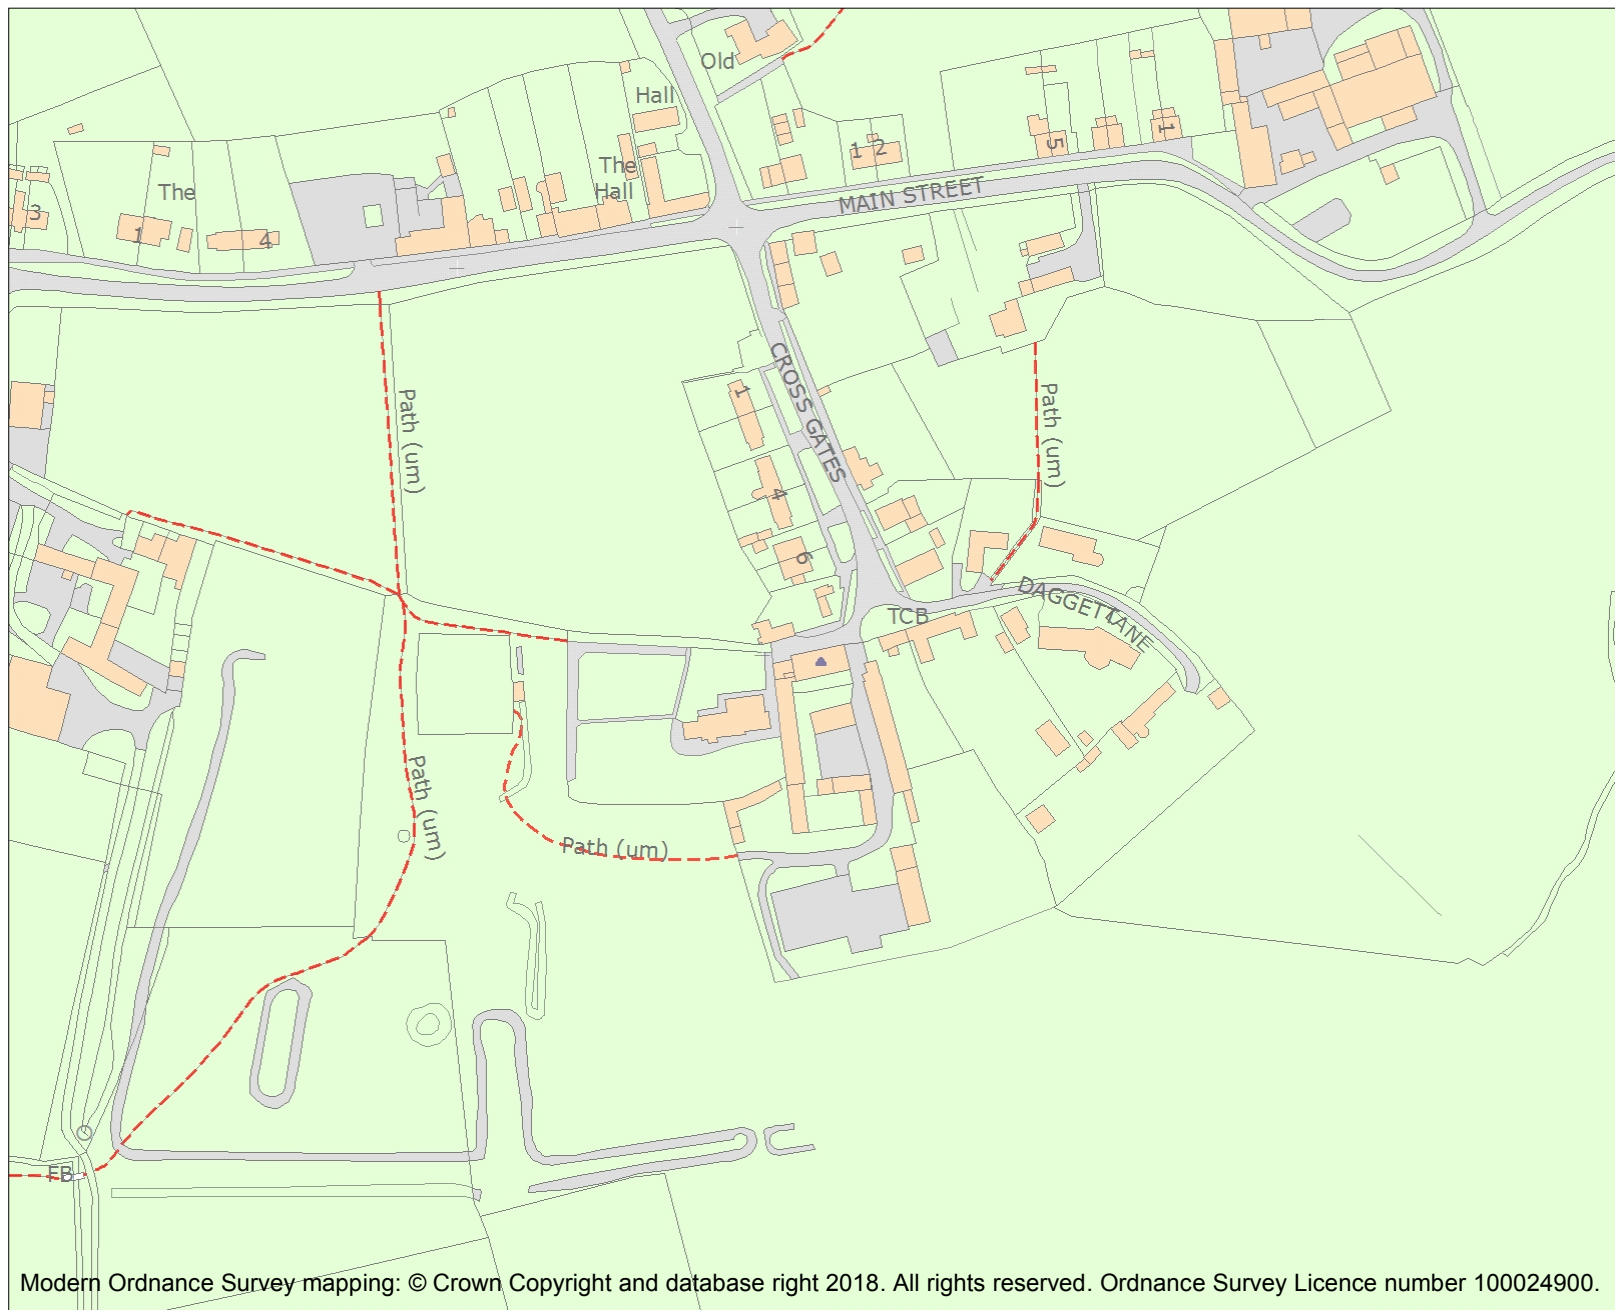 Old
Hall
The
Hall
The
3
1
4
1 2
5
1
MAIN STREET
CROSS GATES
1
4
6
Path (um)
Path (um)
TCB
DAGGETT LANE
Path (um)
Path (um)
FB
Modern Ordnance Survey mapping: © Crown Copyright and database right 2018. All rights reserved. Ordnance Survey Licence number 100024900.